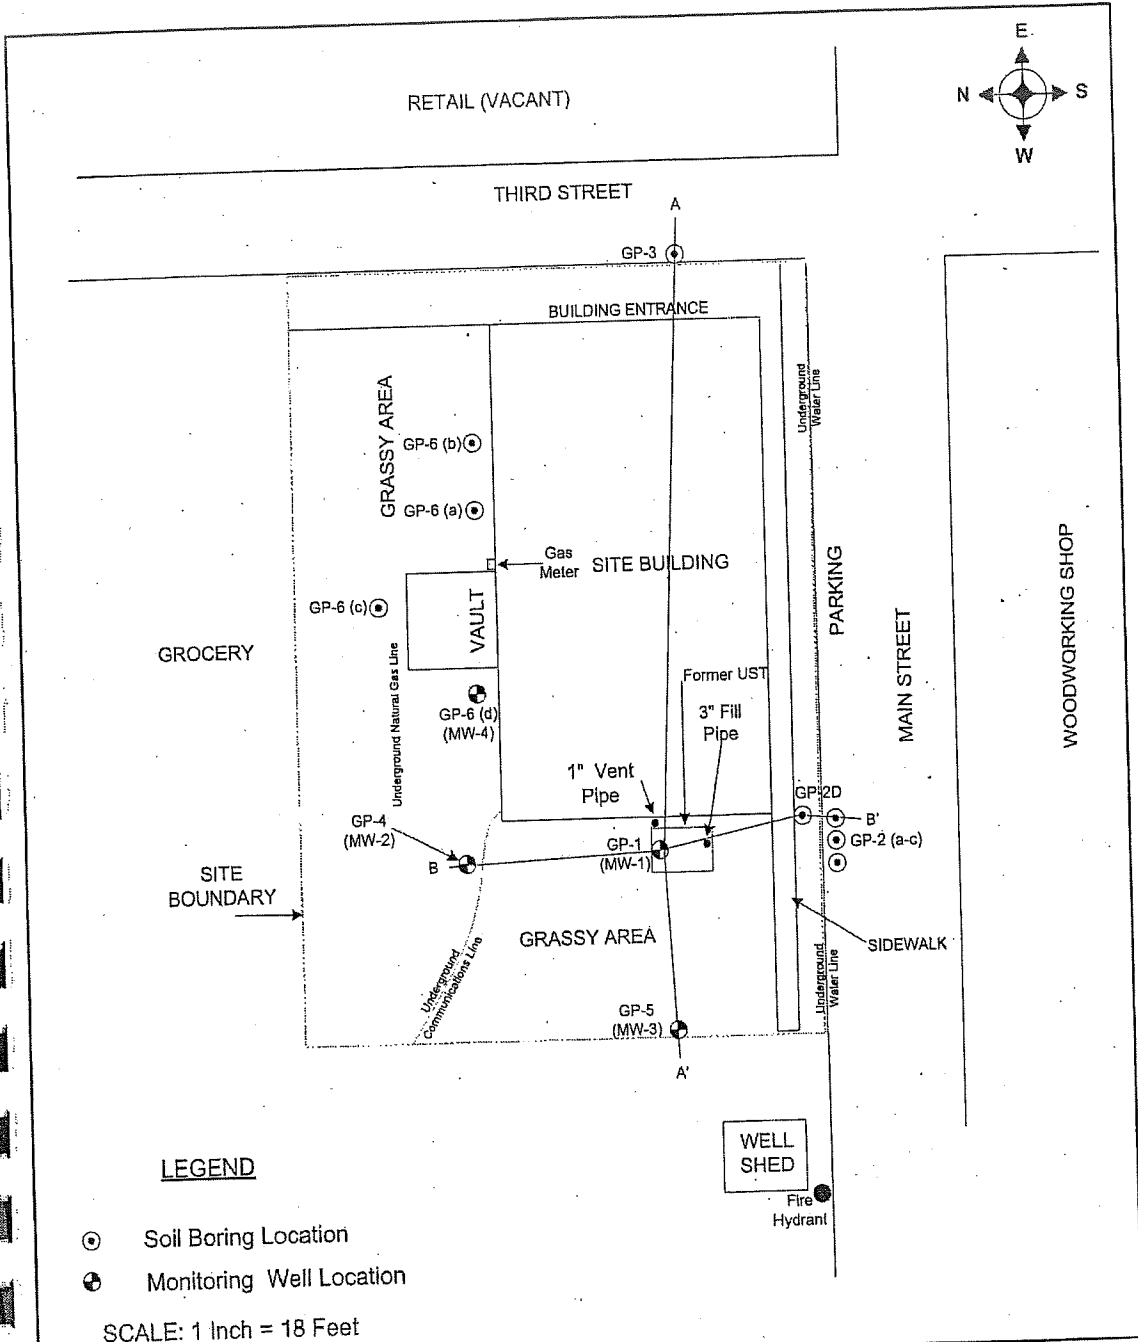 E
N
S
W
RETAIL (VACANT)
THIRD STREET
A
GP-3
BUILDING ENTRANCE
Underground
Water Line
GRASSY AREA
GP-6 (b)
GP-6 (a)
Gas
Meter
SITE BUILDING
VAULT
GP-6 (c)
GROCERY
PARKING
MAIN STREET
WOODWORKING SHOP
Underground Natural Gas Line
GP-6 (d)
(MW-4)
Former UST
3" Fill
Pipe
1" Vent
Pipe
GP-2D
B'
GP-2 (a-c)
GP-4
(MW-2)
B
GP-1
(MW-1)
SITE
BOUNDARY
GRASSY AREA
SIDEWALK
Underground
Communications Line
Underground
Water Line
GP-5
(MW-3)
A'
WELL
SHED
Fire
Hydrant
LEGEND
Soil Boring Location
Monitoring Well Location
SCALE: 1 Inch = 18 Feet